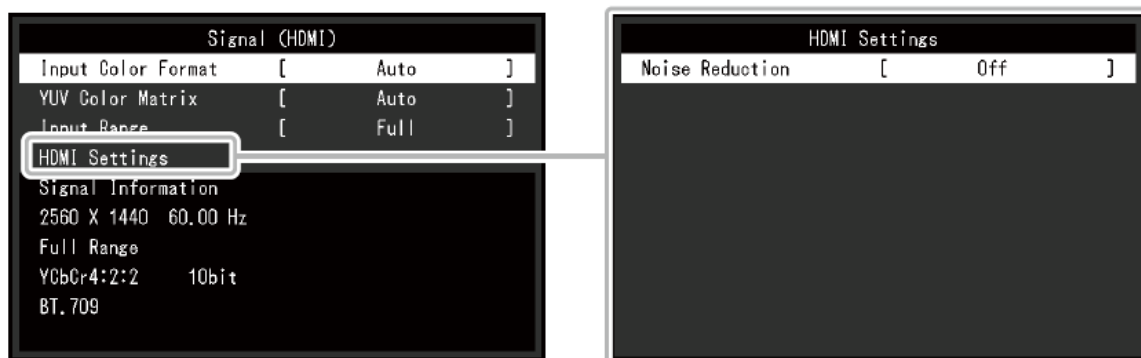 Signal (HDMI)
Input Color Format [ Auto ]
YUV Color Matrix [ Auto ]
Input Range [ Full ]
HDMI Settings
Signal Information
2560 X 1440 60.00 Hz
Full Range
YCbCr4:2:2 10bit
BT.709
HDMI Settings
Noise Reduction [ Off ]